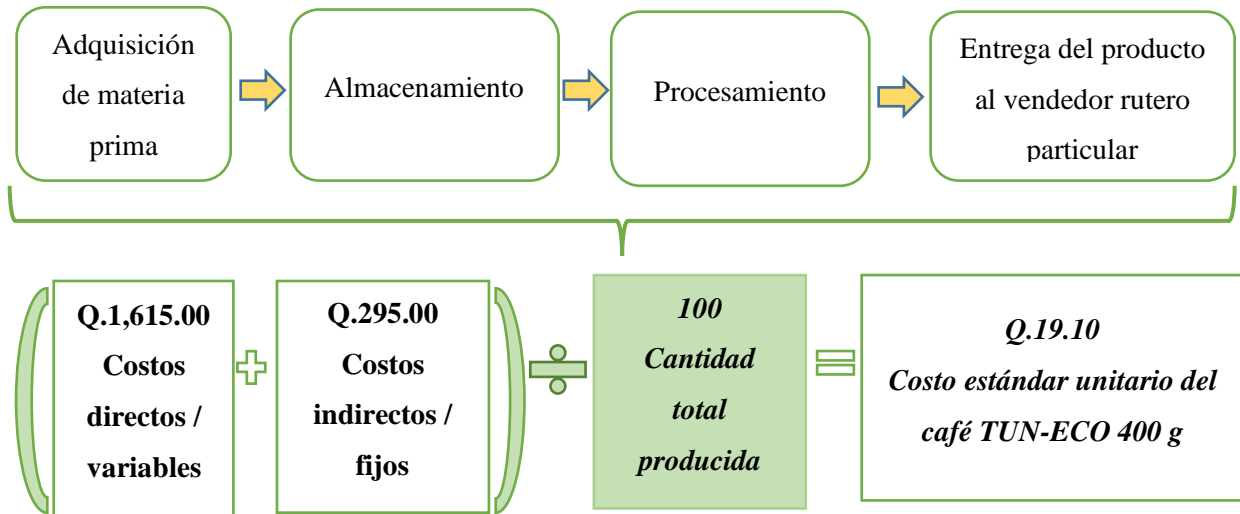 Adquisición
de materia
prima
Almacenamiento
Procesamiento
Entrega del producto
al vendedor rutero
particular
Q.1,615.00
Costos
directos /
variables
Q.295.00
Costos
indirectos /
fijos
100
Cantidad
total
producida
Q.19.10
Costo estándar unitario del
café TUN-ECO 400 g